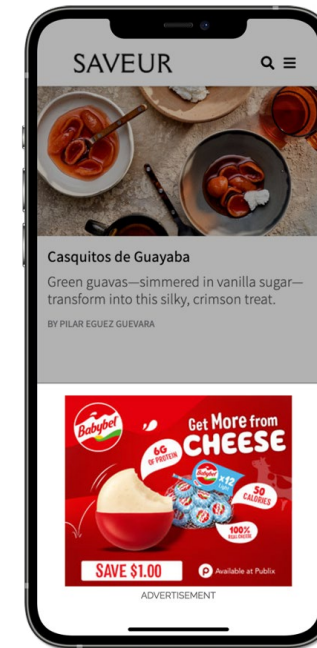 SAVEUR
Casquitos de Guayaba
Green guavas—simmered in vanilla sugar—
transform into this silky, crimson treat.
BY PILAR EGUEZ GUEVARA
Babybel
Get More from
CHEESE
6G
OF PROTEIN
x12
50
CALORIES
100%
REAL CHEESE
SAVE $1.00
P Available at Publix
ADVERTISEMENT